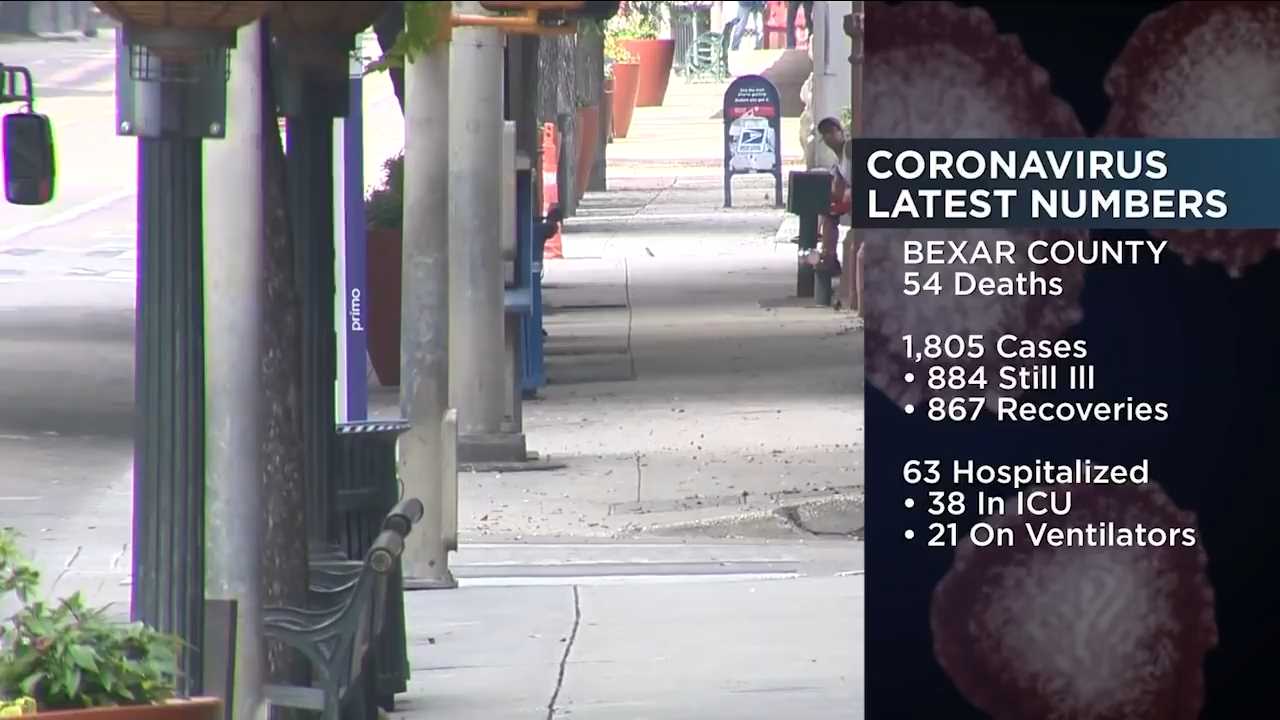 CORONAVIRUS
LATEST NUMBERS
BEXAR COUNTY
54 Deaths
1,805 Cases
• 884 Still Ill
• 867 Recoveries
63 Hospitalized
• 38 In ICU
• 21 On Ventilators
primo